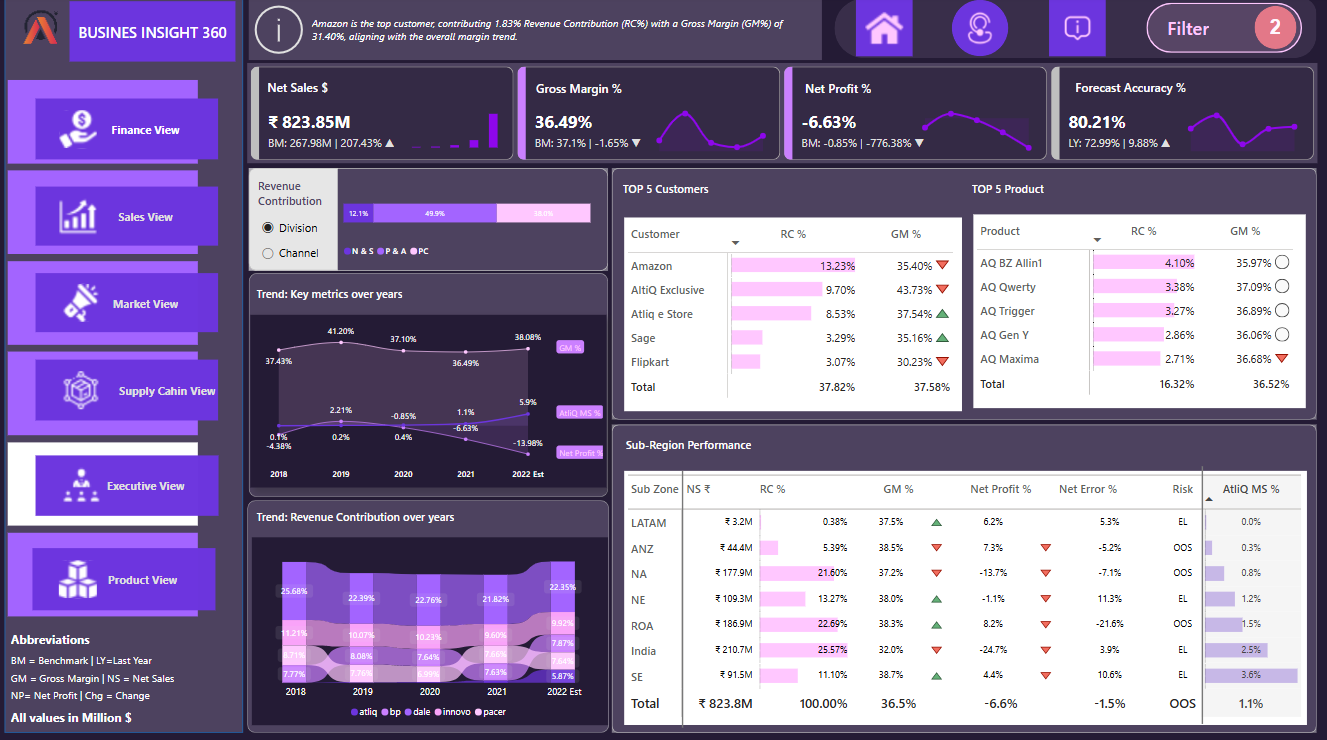 BUSINES INSIGHT 360
Amazon is the top customer, contributing 1.83% Revenue Contribution (RC%) with a Gross Margin (GM%) of
31.40%, aligning with the overall margin trend.
Filter 2
Finance View
Sales View
Market View
Supply Cahin View
Executive View
Product View
Abbreviations
BM = Benchmark | LY=Last Year
GM = Gross Margin | NS = Net Sales
NP= Net Profit | Chg = Change
All values in Million $
Net Sales $
₹ 823.85M
BM: 267.98M | 207.43% ▲
Gross Margin %
36.49%
BM: 37.1% | -1.65% ▼
Net Profit %
-6.63%
BM: -0.85% | -776.38% ▼
Forecast Accuracy %
80.21%
LY: 72.99% | 9.88% ▲
Revenue
Contribution
Division
Channel
12.1% 49.9% 38.0%
N & S P & A PC
Trend: Key metrics over years
37.43% 41.20% 37.10% 36.49% 38.08% GM %
0.1% 0.2% 0.4% 1.1% 5.9% AtliQ MS %
-4.38% 2.21% -0.85% -6.63% -13.98% Net Profit %
2018 2019 2020 2021 2022 Est
Trend: Revenue Contribution over years
25.68% 22.39% 22.76% 21.82% 22.35%
11.21% 10.07% 10.23% 9.60% 9.92%
8.71% 8.08% 7.64% 7.66% 7.87%
7.77% 7.63% 7.64%
5.87%
2018 2019 2020 2021 2022 Est
atliq bp dale innovo pacer
TOP 5 Customers
Customer RC % GM %
Amazon 13.23% 35.40%
AltiQ Exclusive 9.70% 43.73%
Atliq e Store 8.53% 37.54%
Sage 3.29% 35.16%
Flipkart 3.07% 30.23%
Total 37.82% 37.58%
TOP 5 Product
Product RC % GM %
AQ BZ Allin1 4.10% 35.97%
AQ Qwerty 3.38% 37.09%
AQ Trigger 3.27% 36.89%
AQ Gen Y 2.86% 36.06%
AQ Maxima 2.71% 36.68%
Total 16.32% 36.52%
Sub-Region Performance
Sub Zone NS ₹ RC % GM % Net Profit % Net Error % Risk AtliQ MS %
LATAM ₹ 3.2M 0.38% 37.5% 6.2% 5.3% EL 0.0%
ANZ ₹ 44.4M 5.39% 38.5% 7.3% -5.2% OOS 0.3%
NA ₹ 177.9M 21.60% 37.2% -13.7% -7.1% OOS 0.8%
NE ₹ 109.3M 13.27% 38.0% -1.1% 11.3% EL 1.2%
ROA ₹ 186.9M 22.69% 38.3% 8.2% -21.6% OOS 1.5%
India ₹ 210.7M 25.57% 32.0% -24.7% 3.9% EL 2.5%
SE ₹ 91.5M 11.10% 38.7% 4.4% 10.6% EL 3.6%
Total ₹ 823.8M 100.00% 36.5% -6.6% -1.5% OOS 1.1%